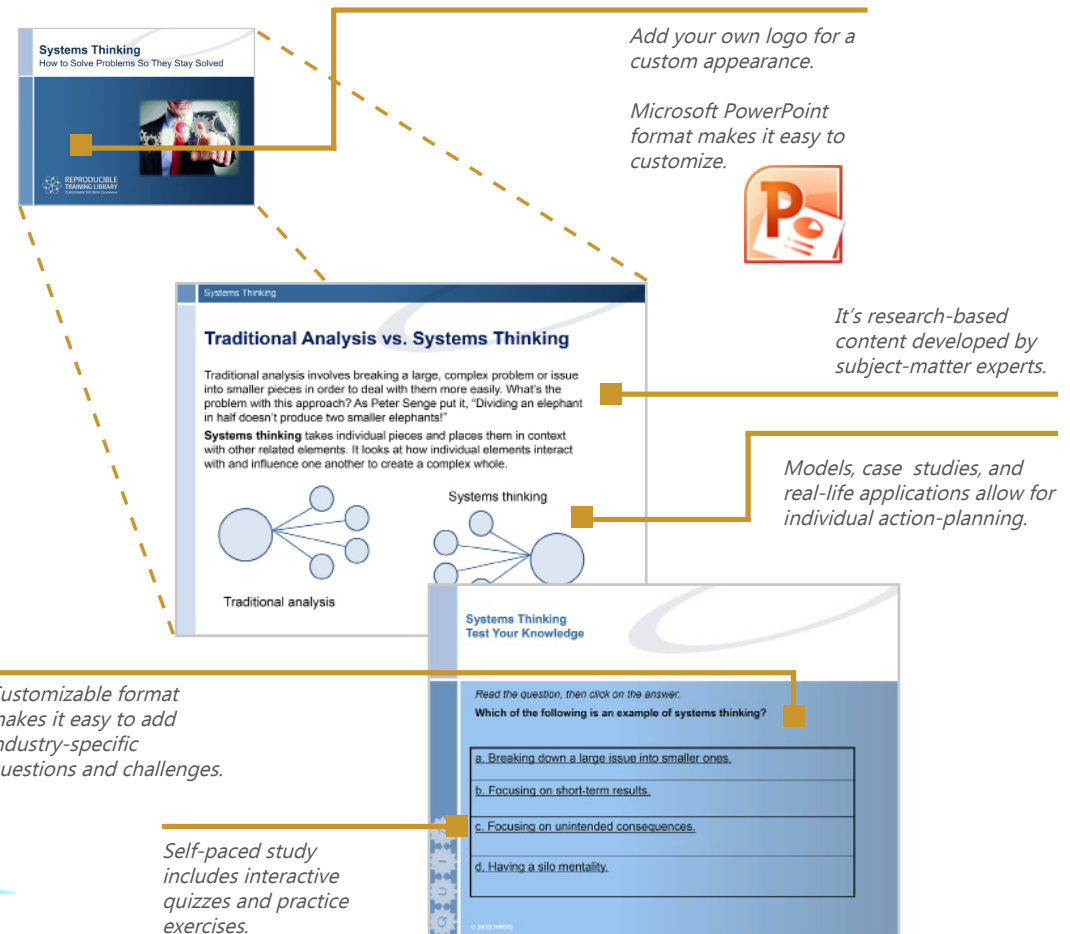 Systems Thinking
How to Solve Problems So They Stay Solved
REPRODUCIBLE
TRAINING LIBRARY
Add your own logo for a
custom appearance.
Microsoft PowerPoint
format makes it easy to
customize.
P
Systems Thinking
Traditional Analysis vs. Systems Thinking
Traditional analysis involves breaking a large, complex problem or issue
into smaller pieces in order to deal with them more easily. What's the
problem with this approach? As Peter Senge put it, “Dividing an elephant
in half doesn't produce two smaller elephants!”
Systems thinking takes individual pieces and places them in context
with other related elements. It looks at how individual elements interact
with and influence one another to create a complex whole.
Systems thinking
Traditional analysis
It’s research-based
content developed by
subject-matter experts.
Models, case studies, and
real-life applications allow for
individual action-planning.
Systems Thinking
Test Your Knowledge
Read the question, then click on the answer.
Which of the following is an example of systems thinking?
a. Breaking down a large issue into smaller ones.
b. Focusing on short-term results.
c. Focusing on unintended consequences.
d. Having a silo mentality.
QUIZ
© 2012 HRDQ
ustomizable format
akes it easy to add
dustry-specific
uestions and challenges.
Self-paced study
includes interactive
quizzes and practice
exercises.